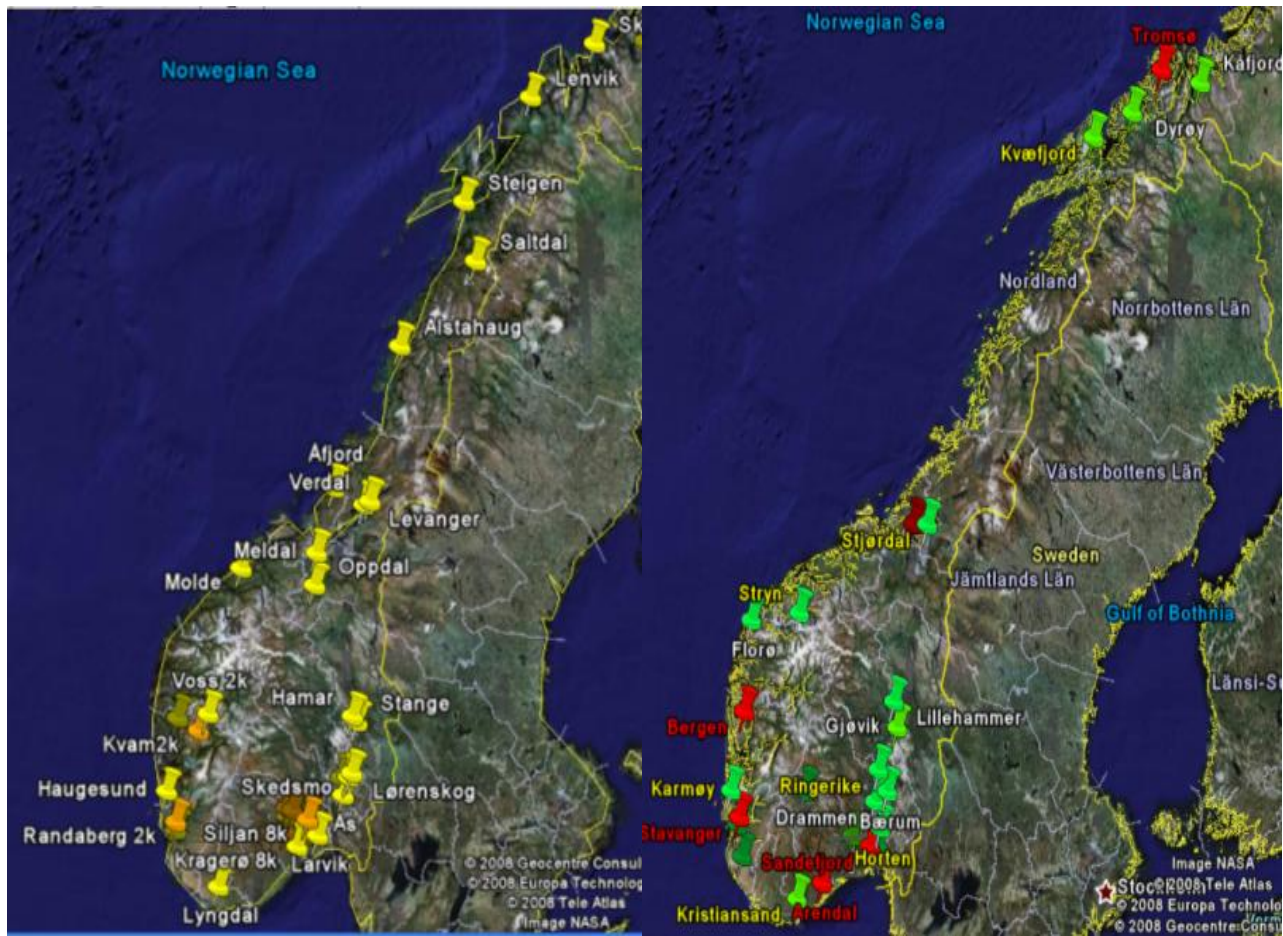 Sk
Norwegian Sea
Lenvik
Steigen
Saltdal
Alstahaug
Åfjord
Verdal
Levanger
Meldal
Oppdal
Molde
Voss 2k
Hamar
Stange
Kvam2k
Haugesund
Skedsmo
Lørenskog
Randaberg 2k
Siljan 8k
Ås
Kragerø 8k
Larvik
Lyngdal
© 2008 Geocentre Consul
© 2008 Europa Technolog
© 2008 Tele Atlas
Image NASA
Norwegian Sea
Tromsø
Kåfjord
Dyrøy
Kvæfjord
Nordland
Norrbottens Län
Västerbottens Län
Stjørdal
Sweden
Jämtlands Län
Stryn
Gulf of Bothnia
Florø
Länsi-Su
Bergen
Gjøvik
Lillehammer
Karmøy
Ringerike
Stavanger
Drammen
Bærum
Sandefjord
Horten
Kristiansand
Arendal
Image NASA
© 2008 Tele Atlas
© 2008 Europa Technolo
© 2008 Geocentre Consul